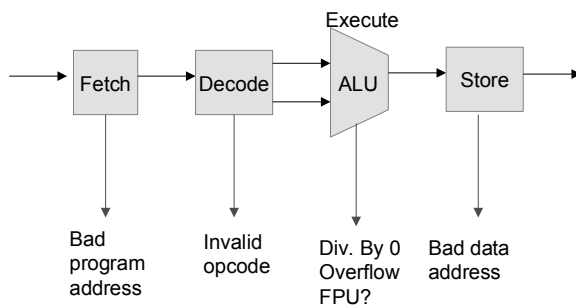 Execute
Fetch
Decode
ALU
Store
Bad
program
address
Invalid
opcode
Div. By 0
Overflow
FPU?
Bad data
address